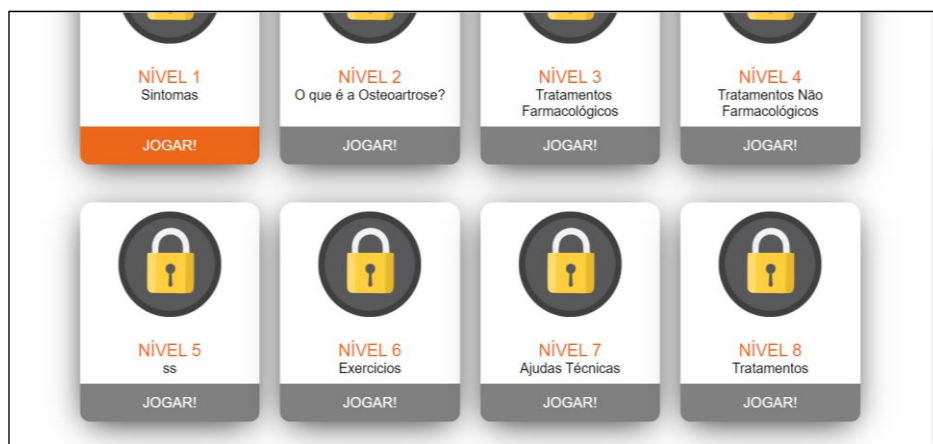 NÍVEL 1
Sintomas
JOGAR!
NÍVEL 2
O que é a Osteoartrose?
JOGAR!
NÍVEL 3
Tratamentos
Farmacológicos
JOGAR!
NÍVEL 4
Tratamentos Não
Farmacológicos
JOGAR!
NÍVEL 5
ss
JOGAR!
NÍVEL 6
Exercicios
JOGAR!
NÍVEL 7
Ajudas Técnicas
JOGAR!
NÍVEL 8
Tratamentos
JOGAR!